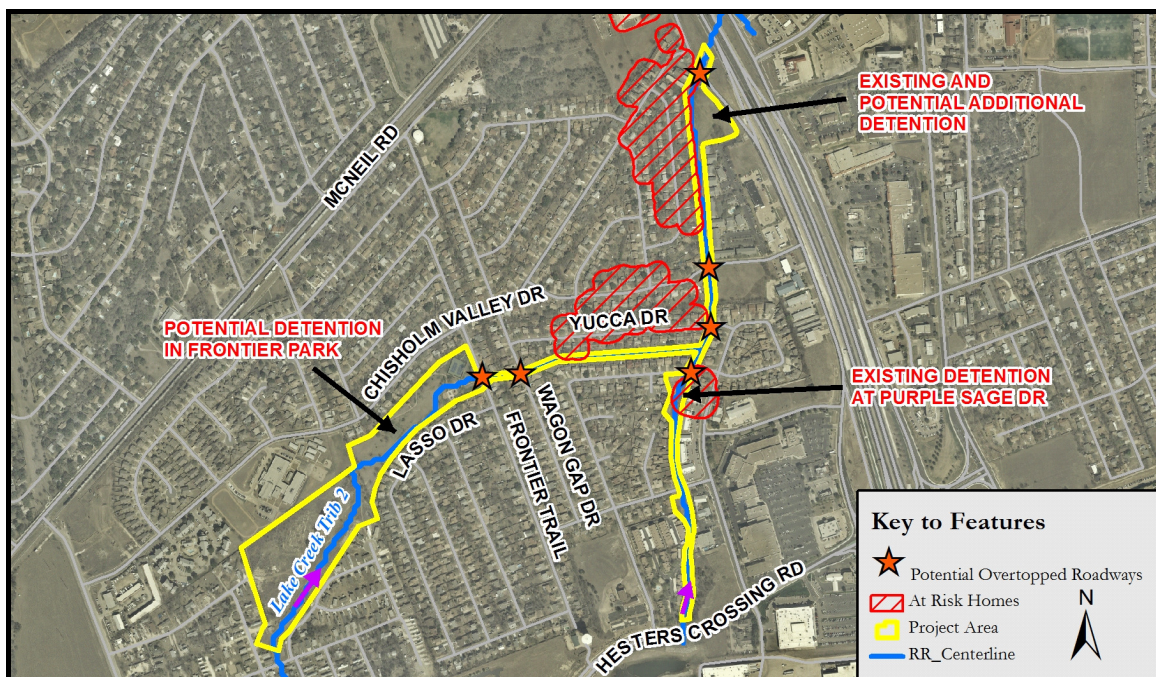 EXISTING AND
POTENTIAL ADDITIONAL
DETENTION
MCNEIL RD
CHISHOLM VALLEY DR
YUCCA DR
POTENTIAL DETENTION
IN FRONTIER PARK
EXISTING DETENTION
AT PURPLE SAGE DR
LASSO DR
WAGON GAP DR
FRONTIER TRAIL
Lake Creek Trib 2
HESTERS CROSSING RD
Key to Features
Potential Overtopped Roadways
At Risk Homes
N
Project Area
RR_Centerline